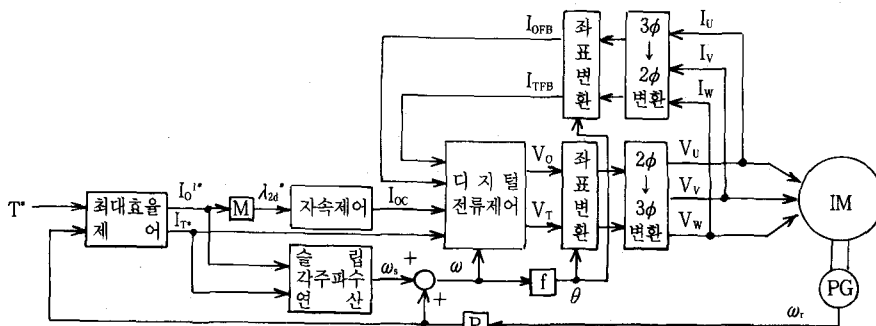 I_OFB
I_TFB
좌표변환
3φ
↓
2φ
변환
I_U
I_V
I_W
T*
최대효율
제 어
I_O'*
I_T*
M
λ_2d*
자속제어
I_OC
디지털
전류제어
V_O
V_T
좌표변환
2φ
↓
3φ
변환
V_U
V_V
V_W
IM
슬 립
각주파수
연 산
ω_s
+
+
ω
f
θ
PG
ω_r